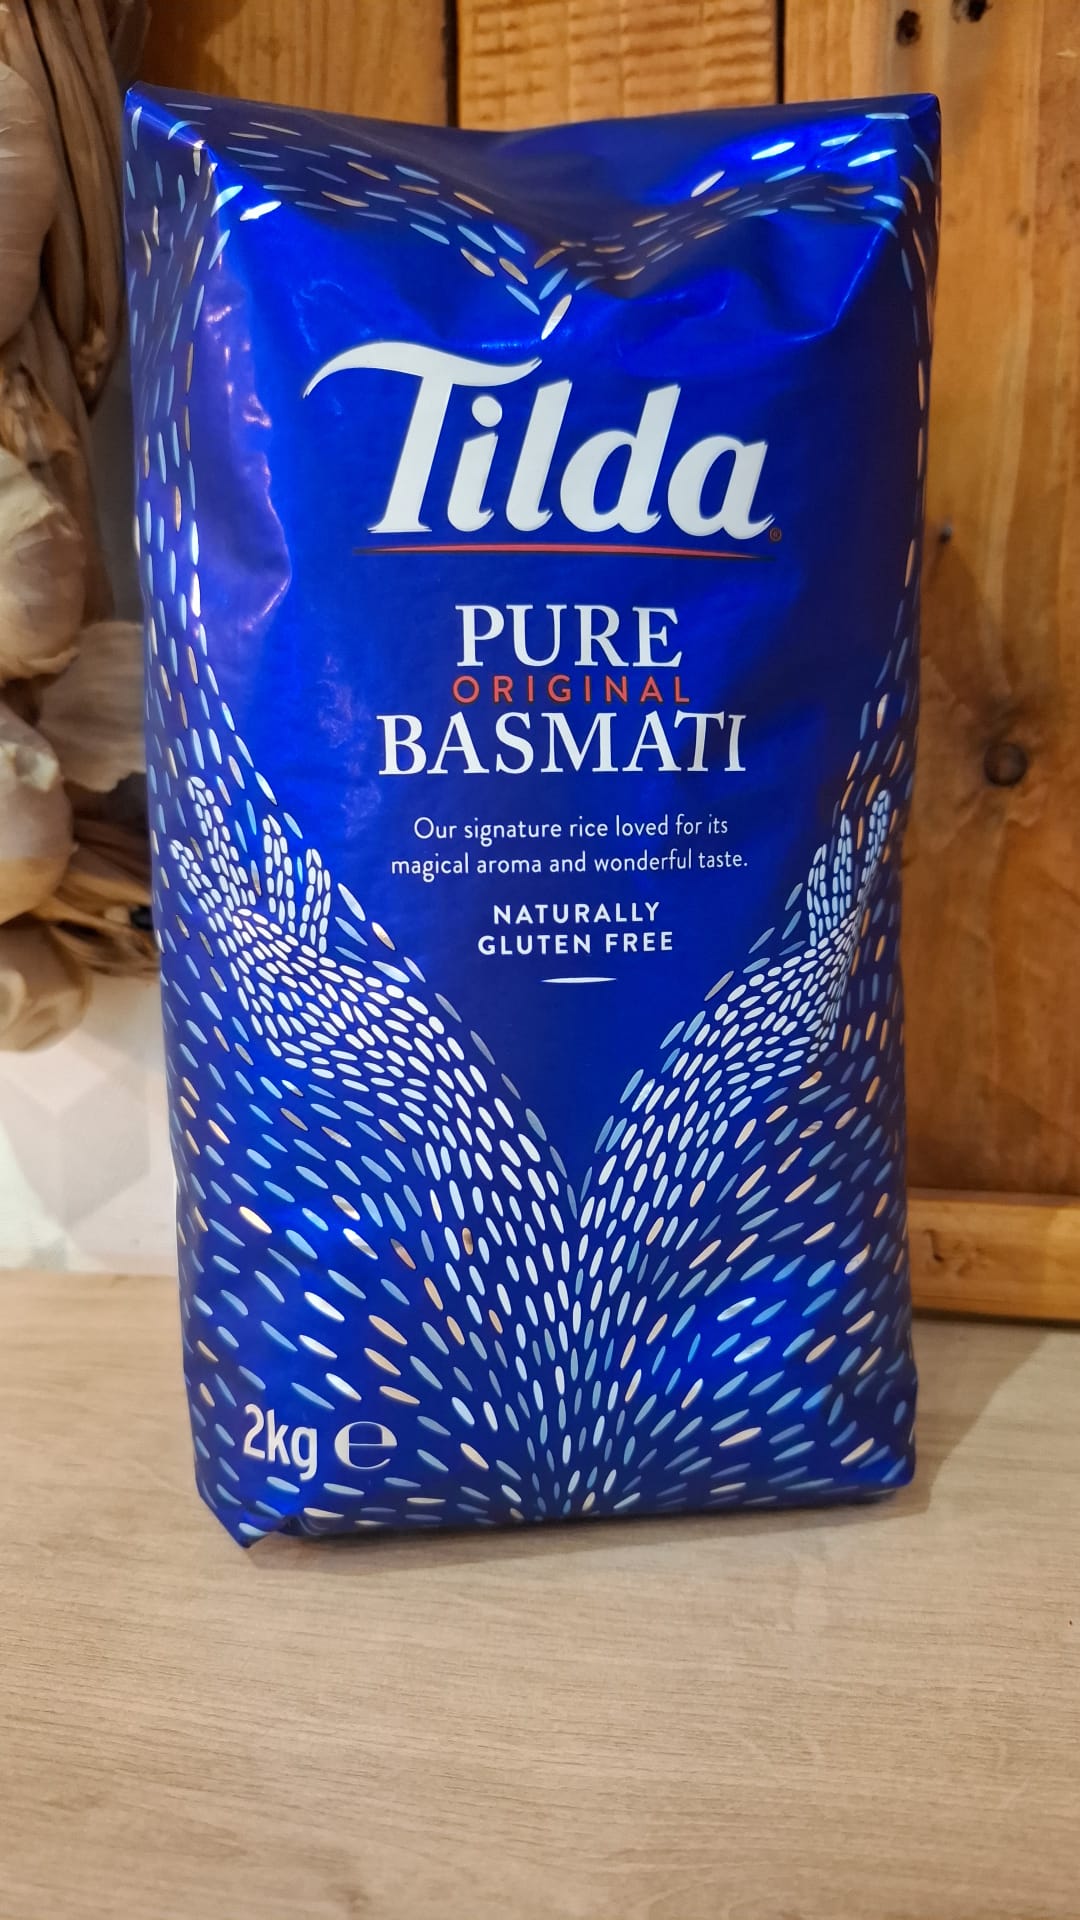 Tilda®
PURE
ORIGINAL
BASMATI
Our signature rice loved for its
magical aroma and wonderful taste.
NATURALLY
GLUTEN FREE
2kg ℮